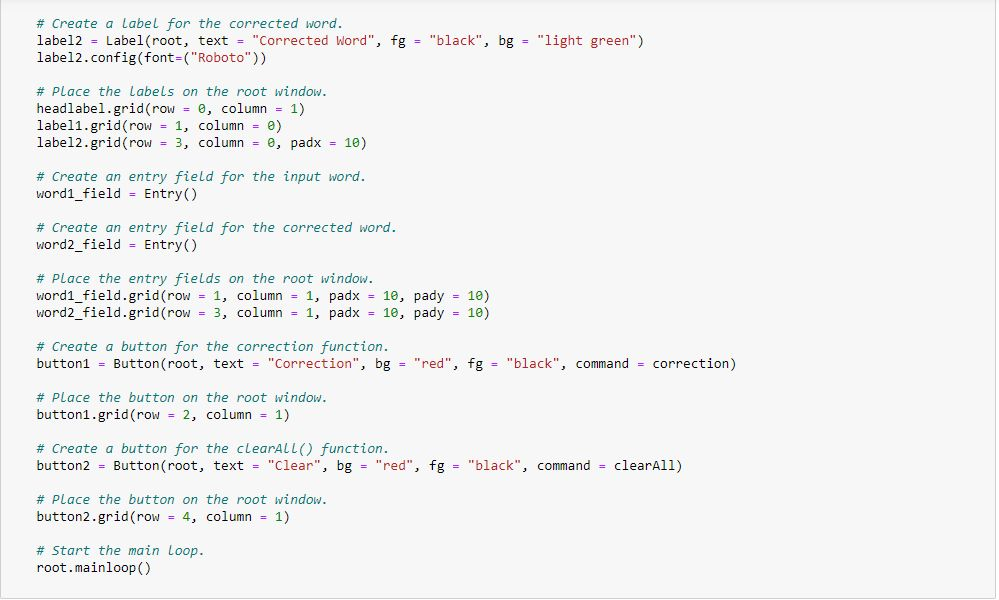 # Create a label for the corrected word.
label2 = Label(root, text = "Corrected Word", fg = "black", bg = "light green")
label2.config(font=("Roboto"))
# Place the labels on the root window.
headlabel.grid(row = 0, column = 1)
label1.grid(row = 1, column = 0)
label2.grid(row = 3, column = 0, padx = 10)
# Create an entry field for the input word.
word1_field = Entry()
# Create an entry field for the corrected word.
word2_field = Entry()
# Place the entry fields on the root window.
word1_field.grid(row = 1, column = 1, padx = 10, pady = 10)
word2_field.grid(row = 3, column = 1, padx = 10, pady = 10)
# Create a button for the correction function.
button1 = Button(root, text = "Correction", bg = "red", fg = "black", command = correction)
# Place the button on the root window.
button1.grid(row = 2, column = 1)
# Create a button for the clearAll() function.
button2 = Button(root, text = "Clear", bg = "red", fg = "black", command = clearAll)
# Place the button on the root window.
button2.grid(row = 4, column = 1)
# Start the main loop.
root.mainloop()